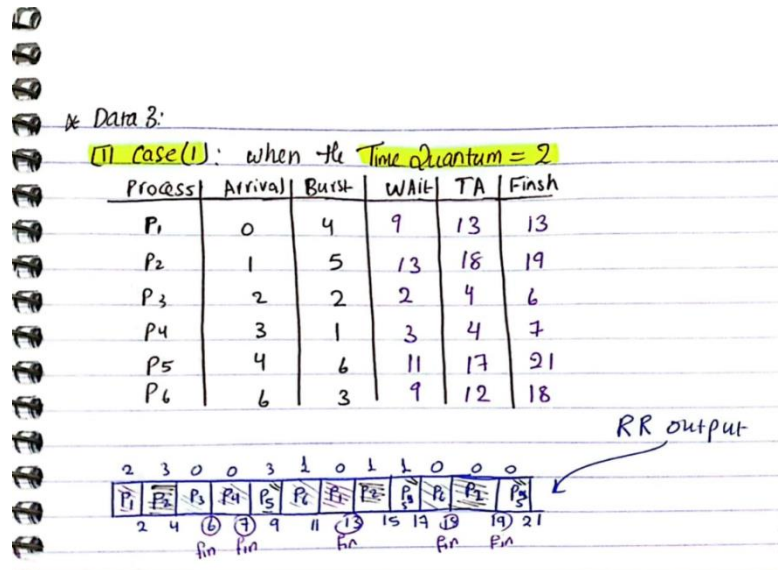 * Data 3:
[1] Case(1): when the Time Quantum = 2
Process | Arrival | Burst | WAit | TA | Finsh
P1 0 4 9 13 13
P2 1 5 13 18 19
P3 2 2 2 4 6
P4 3 1 3 4 7
P5 4 6 11 17 21
P6 6 3 9 12 18
RR output
2 3 0 0 3 1 0 1 1 0 0 0
P1 P2 P3 P4 P5 P6 P1 P2 P5 P6 P2 P5
2 4 6 7 9 11 13 15 17 18 19 21
fin fin fin fin Fin